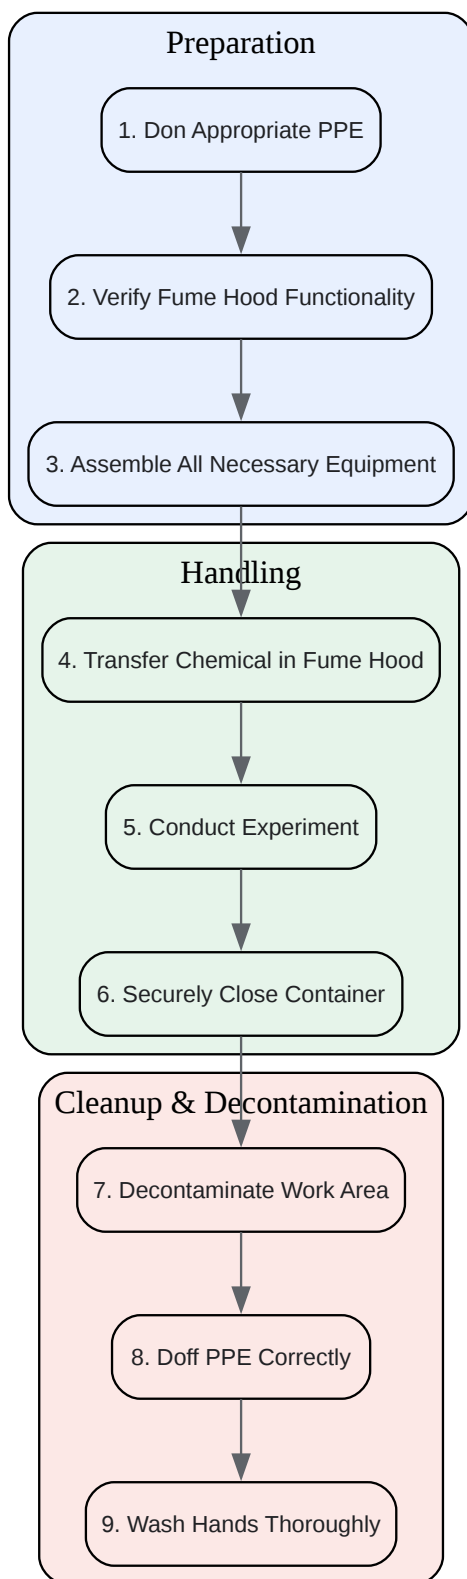 Preparation
1. Don Appropriate PPE
2. Verify Fume Hood Functionality
3. Assemble All Necessary Equipment
Handling
4. Transfer Chemical in Fume Hood
5. Conduct Experiment
6. Securely Close Container
Cleanup & Decontamination
7. Decontaminate Work Area
8. Doff PPE Correctly
9. Wash Hands Thoroughly